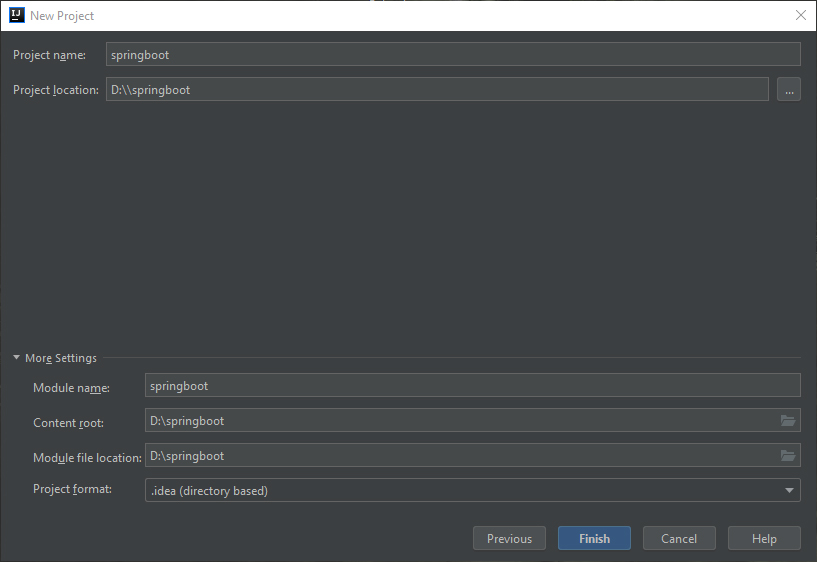 IJ New Project
Project name: springboot
Project location: D:\\springboot ...
More Settings
Module name: springboot
Content root: D:\springboot
Module file location: D:\springboot
Project format: .idea (directory based)
Previous Finish Cancel Help